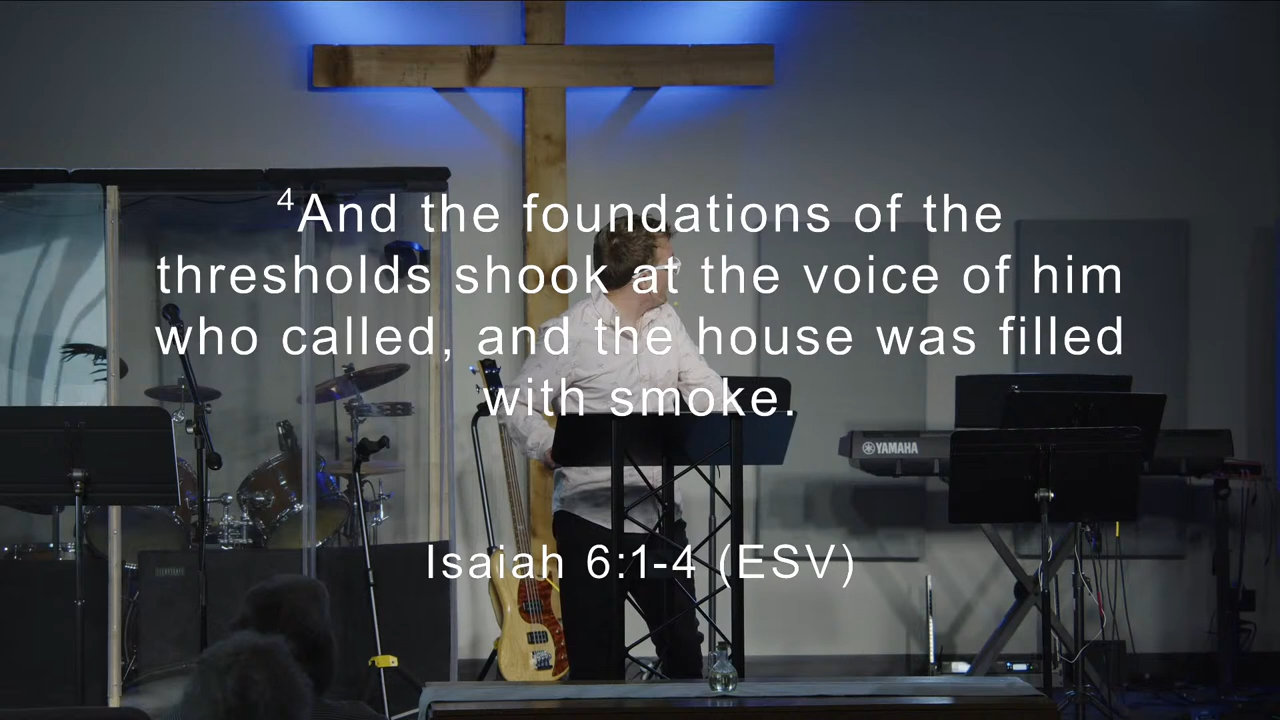 ⁴And the foundations of the
thresholds shook at the voice of him
who called, and the house was filled
with smoke.
YAMAHA
Isaiah 6:1-4 (ESV)